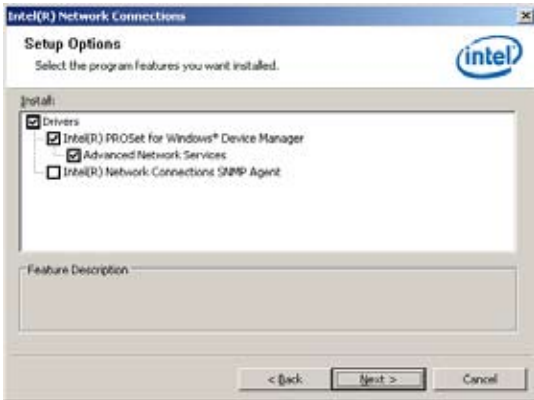 Intel(R) Network Connections
Setup Options
Select the program features you want installed.
intel
Install:
Drivers
Intel(R) PROSet for Windows* Device Manager
Advanced Network Services
Intel(R) Network Connections SNMP Agent
Feature Description
< Back
Next >
Cancel